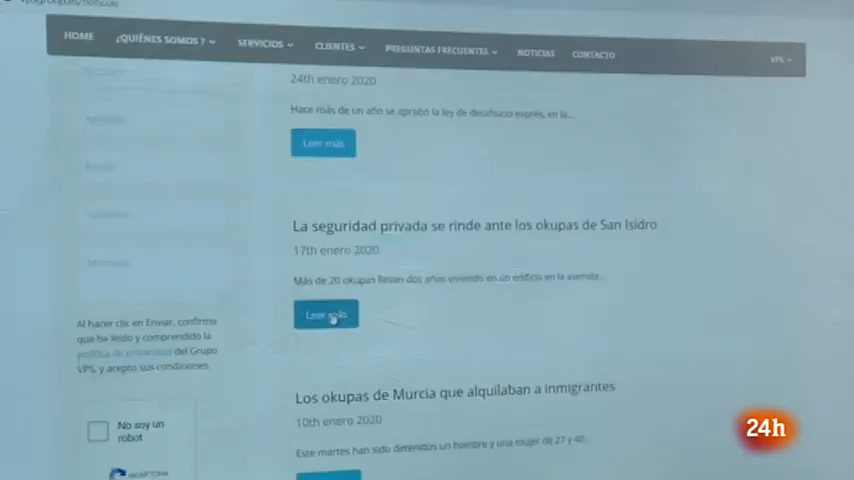 HOME ¿QUIÉNES SOMOS ? SERVICIOS CLIENTES PREGUNTAS FRECUENTES NOTICIAS CONTACTO VPS
24th enero 2020
Hace más de un año se aprobó la ley de desahucio exprés, en la...
Leer más
La seguridad privada se rinde ante los okupas de San Isidro
17th enero 2020
Más de 20 okupas llevan dos años viviendo en un edificio en la avenida...
Leer más
Al hacer clic en Enviar, confirmo
que he leído y comprendido la
política de privacidad del Grupo
VPS, y acepto sus condiciones.
Los okupas de Murcia que alquilaban a inmigrantes
10th enero 2020
No soy un
robot
Este martes han sido detenidos un hombre y una mujer de 27 y 40...
reCAPTCHA
24h